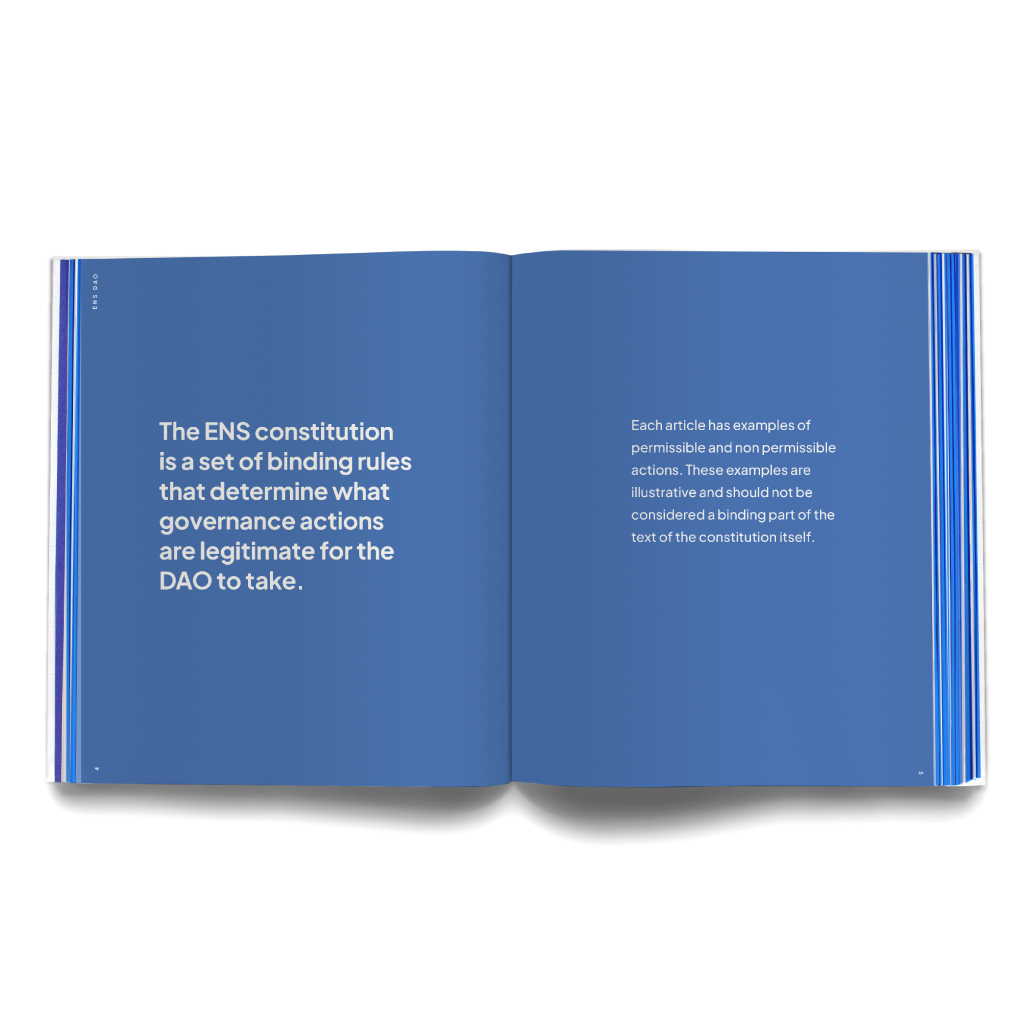 ENS DAO
The ENS constitution
is a set of binding rules
that determine what
governance actions
are legitimate for the
DAO to take.
4
Each article has examples of
permissible and non permissible
actions. These examples are
illustrative and should not be
considered a binding part of the
text of the constitution itself.
5